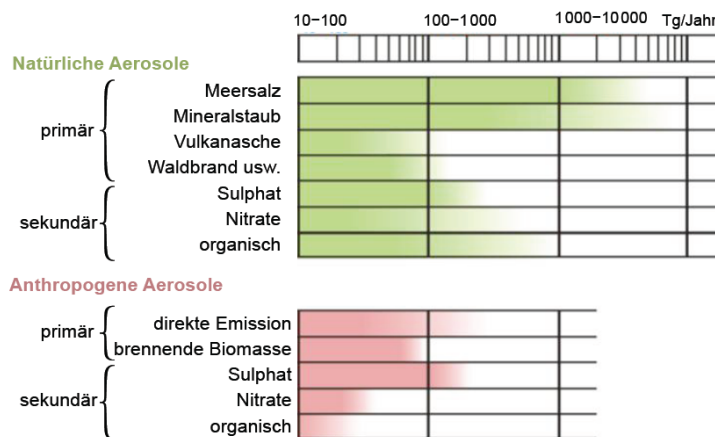 10–100 100–1000 1000–10000 Tg/Jahr
Natürliche Aerosole
primär
Meersalz
Mineralstaub
Vulkanasche
Waldbrand usw.
sekundär
Sulphat
Nitrate
organisch
Anthropogene Aerosole
primär
direkte Emission
brennende Biomasse
sekundär
Sulphat
Nitrate
organisch